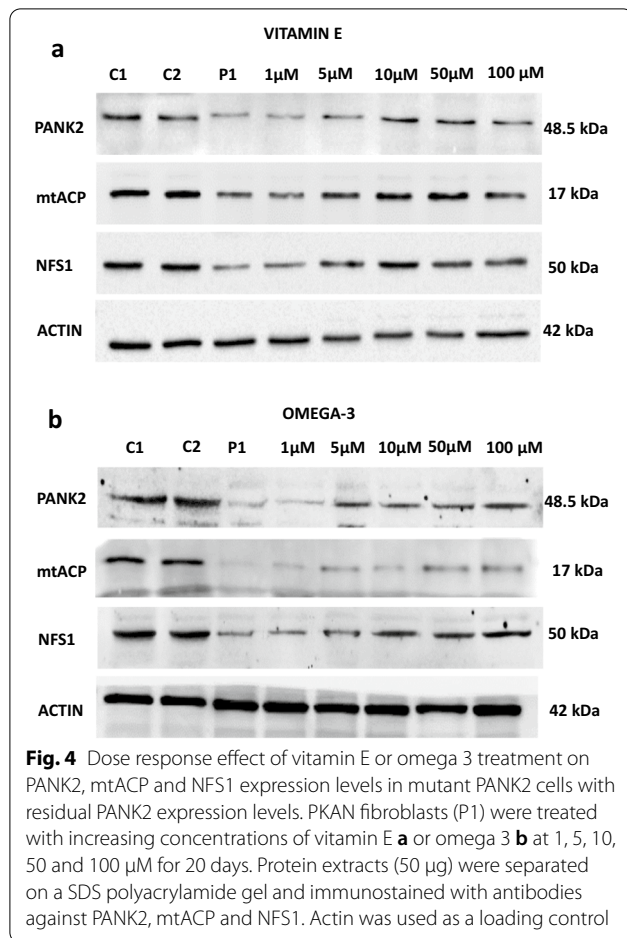 VITAMIN E
a
C1 C2 P1 1µM 5µM 10µM 50µM 100 µM
PANK2 48.5 kDa
mtACP 17 kDa
NFS1 50 kDa
ACTIN 42 kDa
b
OMEGA-3
C1 C2 P1 1µM 5µM 10µM 50µM 100 µM
PANK2 48.5 kDa
mtACP 17 kDa
NFS1 50 kDa
ACTIN 42 kDa
Fig. 4 Dose response effect of vitamin E or omega 3 treatment on
PANK2, mtACP and NFS1 expression levels in mutant PANK2 cells with
residual PANK2 expression levels. PKAN fibroblasts (P1) were treated
with increasing concentrations of vitamin E a or omega 3 b at 1, 5, 10,
50 and 100 µM for 20 days. Protein extracts (50 µg) were separated
on a SDS polyacrylamide gel and immunostained with antibodies
against PANK2, mtACP and NFS1. Actin was used as a loading control